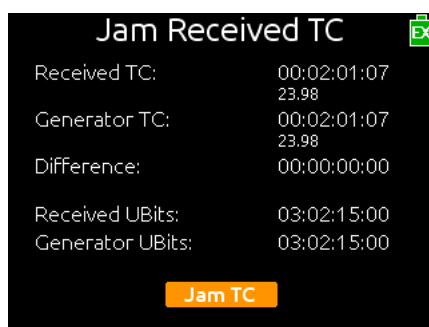 Jam Received TC
EX
Received TC: 00:02:01:07
23.98
Generator TC: 00:02:01:07
23.98
Difference: 00:00:00:00
Received UBits: 03:02:15:00
Generator UBits: 03:02:15:00
Jam TC